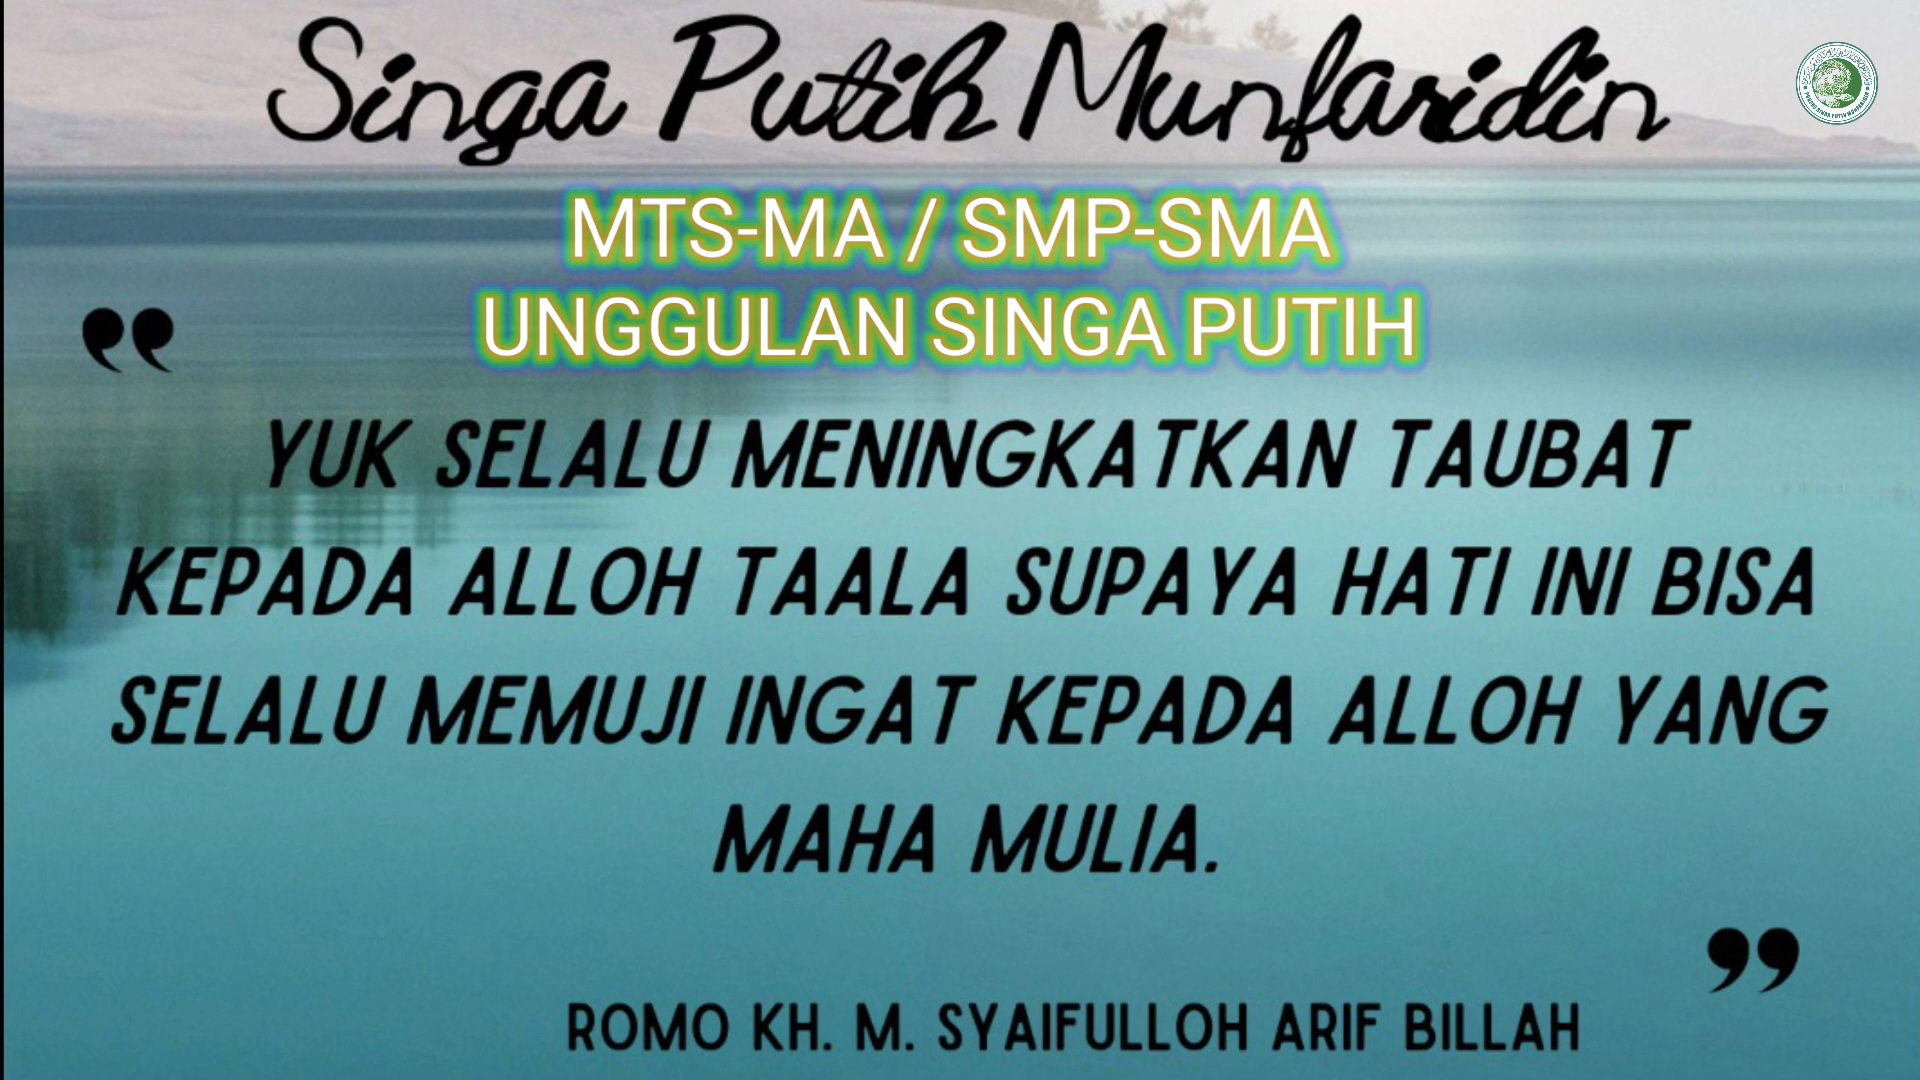 Singa Putih Munfaridin
MTS-MA / SMP-SMA
UNGGULAN SINGA PUTIH
"
YUK SELALU MENINGKATKAN TAUBAT
KEPADA ALLOH TAALA SUPAYA HATI INI BISA
SELALU MEMUJI INGAT KEPADA ALLOH YANG
MAHA MULIA.
"
ROMO KH. M. SYAIFULLOH ARIF BILLAH